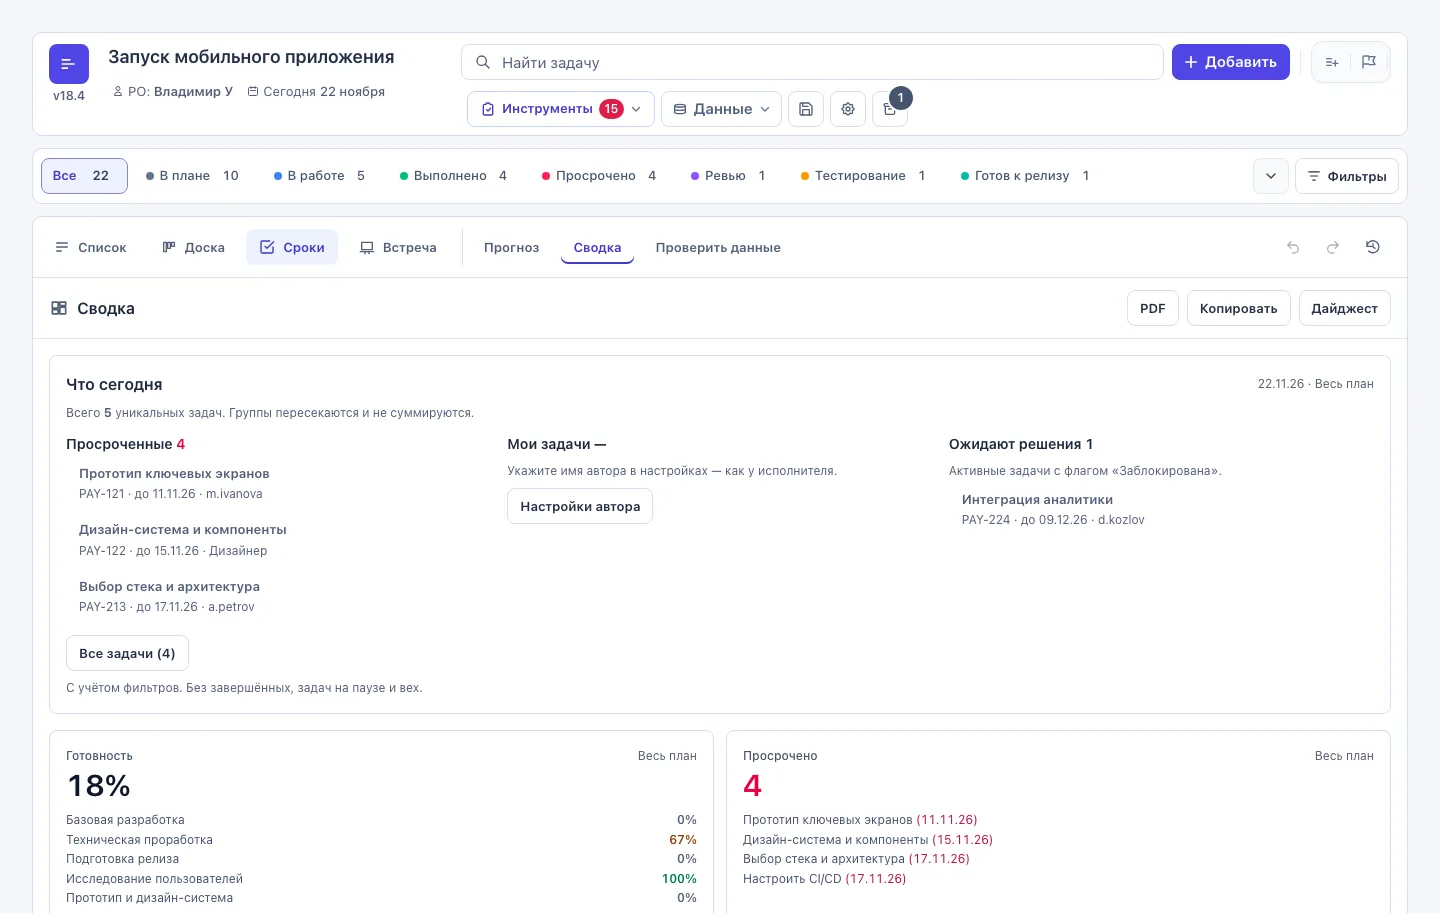 Запуск мобильного приложения
v18.4
PO: Владимир У
Сегодня 22 ноября
Найти задачу
Добавить
Инструменты 15
Данные
1
Все 22
В плане 10
В работе 5
Выполнено 4
Просрочено 4
Ревью 1
Тестирование 1
Готов к релизу 1
Фильтры
Список
Доска
Сроки
Встреча
Прогноз
Сводка
Проверить данные
Сводка
PDF
Копировать
Дайджест
Что сегодня
22.11.26 · Весь план
Всего 5 уникальных задач. Группы пересекаются и не суммируются.
Просроченные 4
Прототип ключевых экранов
PAY-121 · до 11.11.26 · m.ivanova
Дизайн-система и компоненты
PAY-122 · до 15.11.26 · Дизайнер
Выбор стека и архитектура
PAY-213 · до 17.11.26 · a.petrov
Все задачи (4)
Мои задачи —
Укажите имя автора в настройках — как у исполнителя.
Настройки автора
Ожидают решения 1
Активные задачи с флагом «Заблокирована».
Интеграция аналитики
PAY-224 · до 09.12.26 · d.kozlov
С учётом фильтров. Без завершённых, задач на паузе и вех.
Готовность
Весь план
18%
Базовая разработка 0%
Техническая проработка 67%
Подготовка релиза 0%
Исследование пользователей 100%
Прототип и дизайн-система 0%
Просрочено
Весь план
4
Прототип ключевых экранов (11.11.26)
Дизайн-система и компоненты (15.11.26)
Выбор стека и архитектура (17.11.26)
Настроить CI/CD (17.11.26)